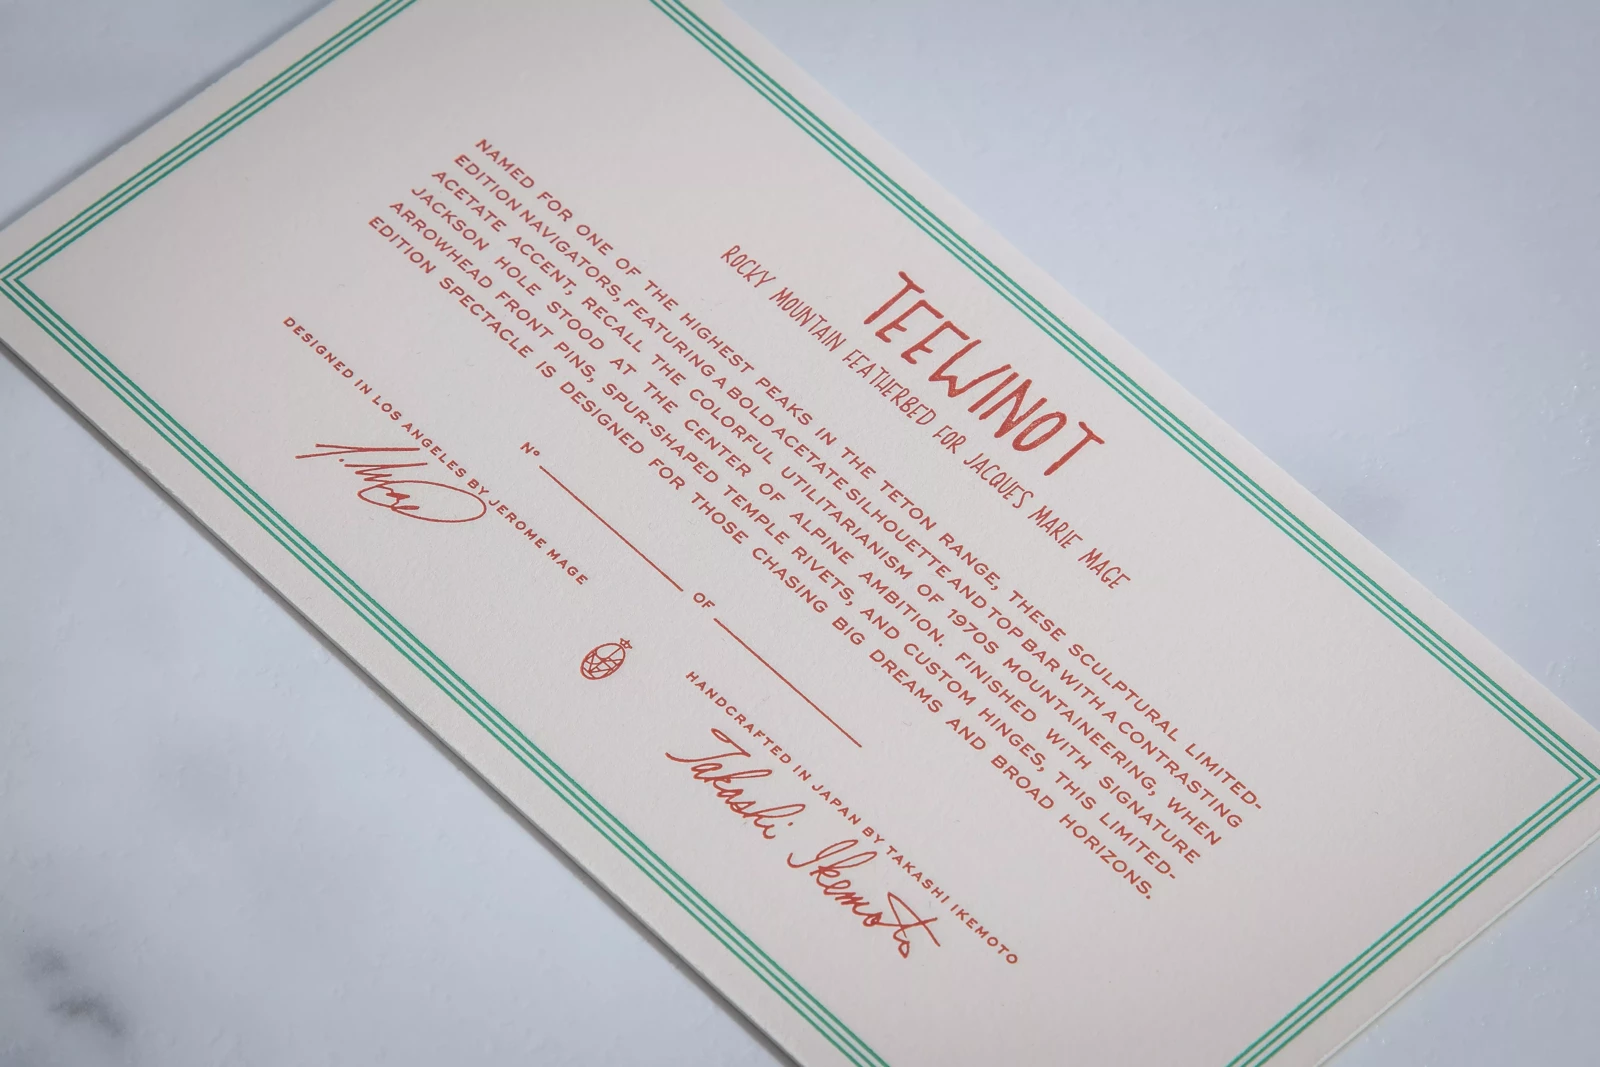 TEEWINOT
ROCKY MOUNTAIN FEATHERBED FOR JACQUES MARIE MAGE
NAMED FOR ONE OF THE HIGHEST PEAKS IN THE TETON RANGE, THESE SCULPTURAL LIMITED-
EDITION NAVIGATORS, FEATURING A BOLD ACETATE SILHOUETTE AND TOP BAR WITH A CONTRASTING
ACETATE ACCENT, RECALL THE COLORFUL UTILITARIANISM OF 1970S MOUNTAINEERING, WHEN
JACKSON HOLE STOOD AT THE CENTER OF ALPINE AMBITION. FINISHED WITH SIGNATURE
ARROWHEAD FRONT PINS, SPUR-SHAPED TEMPLE RIVETS, AND CUSTOM HINGES, THIS LIMITED-
EDITION SPECTACLE IS DESIGNED FOR THOSE CHASING BIG DREAMS AND BROAD HORIZONS.
Nº OF
DESIGNED IN LOS ANGELES BY JEROME MAGE
HANDCRAFTED IN JAPAN BY TAKASHI IKEMOTO
Takashi Ikemoto